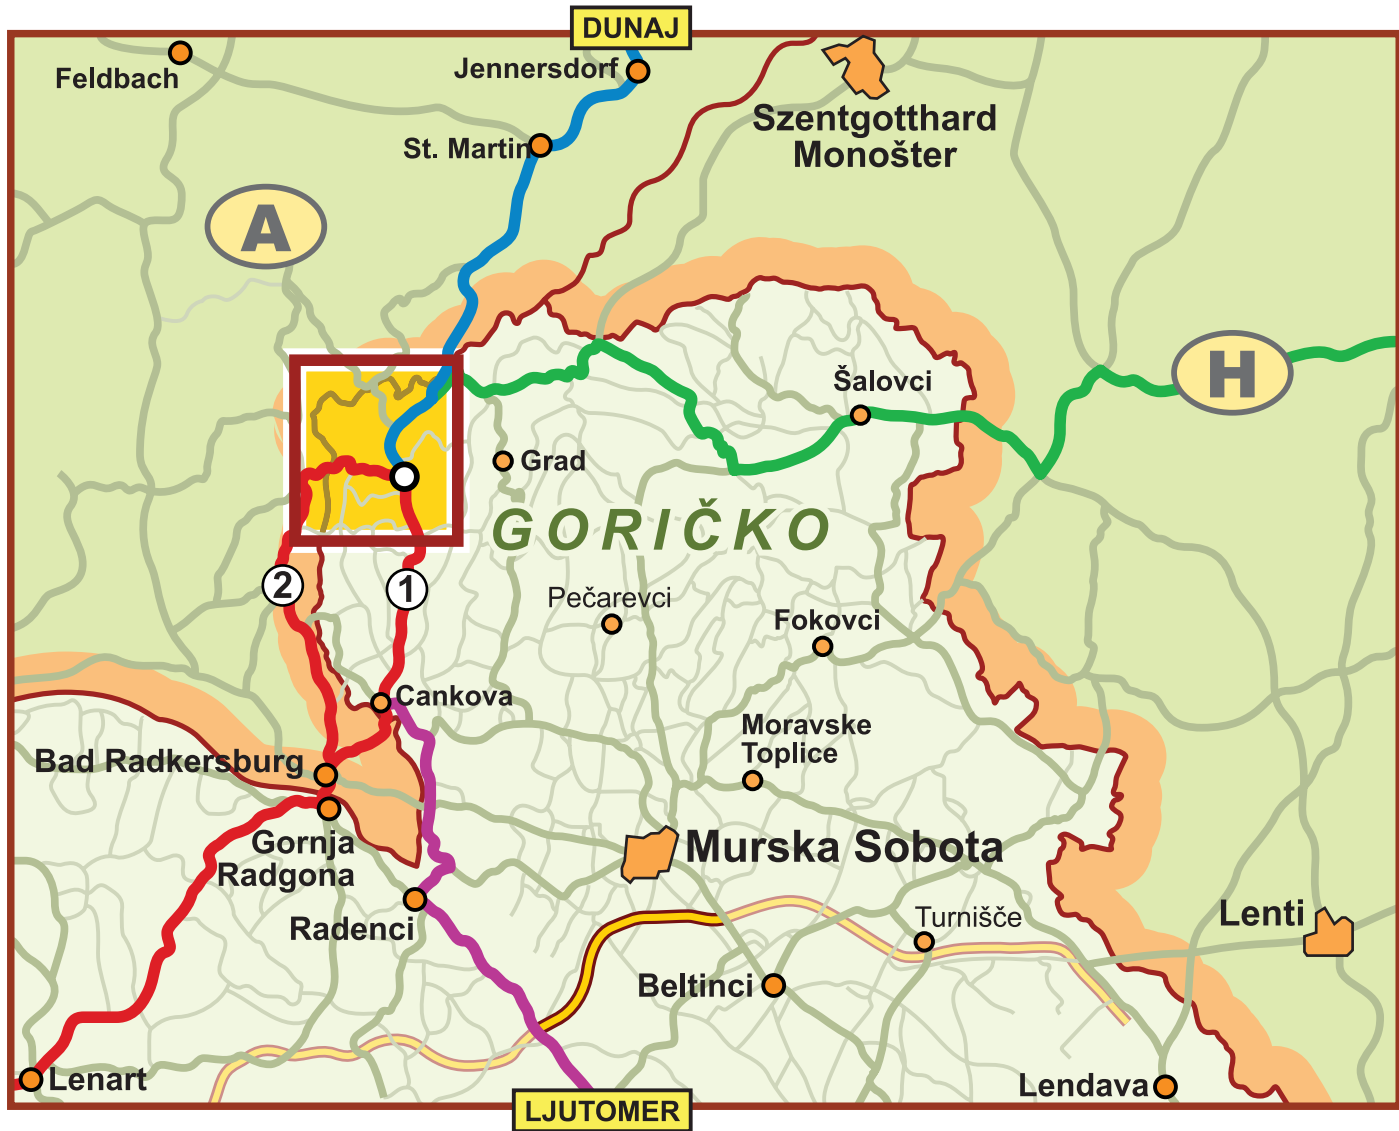 DUNAJ
Feldbach
Jennersdorf
Szentgotthard
Monošter
St. Martin
A
H
Šalovci
Grad
GORIČKO
2
1
Pečarevci
Fokovci
Cankova
Moravske
Toplice
Bad Radkersburg
Gornja
Radgona
Murska Sobota
Radenci
Turnišče
Lenti
Beltinci
Lenart
Lendava
LJUTOMER